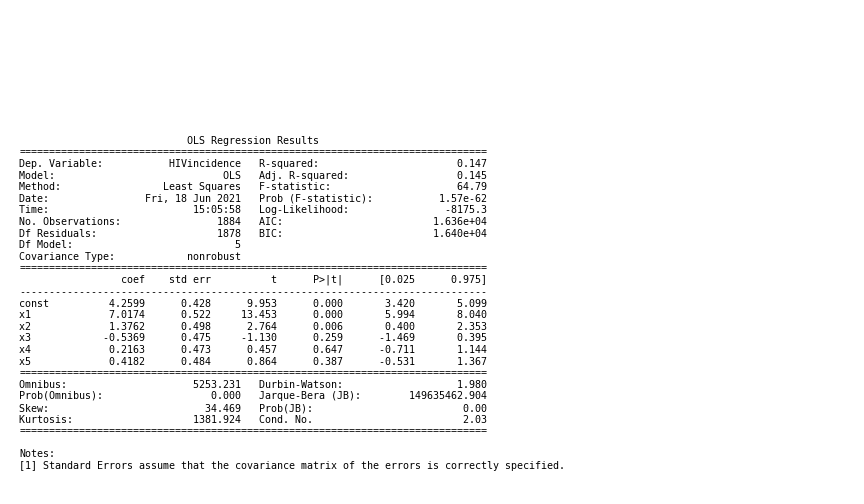 OLS Regression Results                            
==============================================================================
Dep. Variable:           HIVincidence   R-squared:                       0.147
Model:                            OLS   Adj. R-squared:                  0.145
Method:                 Least Squares   F-statistic:                     64.79
Date:                Fri, 18 Jun 2021   Prob (F-statistic):           1.57e-62
Time:                        15:05:58   Log-Likelihood:                -8175.3
No. Observations:                1884   AIC:                         1.636e+04
Df Residuals:                    1878   BIC:                         1.640e+04
Df Model:                           5
Covariance Type:            nonrobust
==============================================================================
                 coef    std err          t      P>|t|      [0.025      0.975]
------------------------------------------------------------------------------
const          4.2599      0.428      9.953      0.000       3.420       5.099
x1             7.0174      0.522     13.453      0.000       5.994       8.040
x2             1.3762      0.498      2.764      0.006       0.400       2.353
x3            -0.5369      0.475     -1.130      0.259      -1.469       0.395
x4             0.2163      0.473      0.457      0.647      -0.711       1.144
x5             0.4182      0.484      0.864      0.387      -0.531       1.367
==============================================================================
Omnibus:                     5253.231   Durbin-Watson:                   1.980
Prob(Omnibus):                  0.000   Jarque-Bera (JB):        149635462.904
Skew:                          34.469   Prob(JB):                         0.00
Kurtosis:                    1381.924   Cond. No.                         2.03
==============================================================================
Notes:
[1] Standard Errors assume that the covariance matrix of the errors is correctly specified.